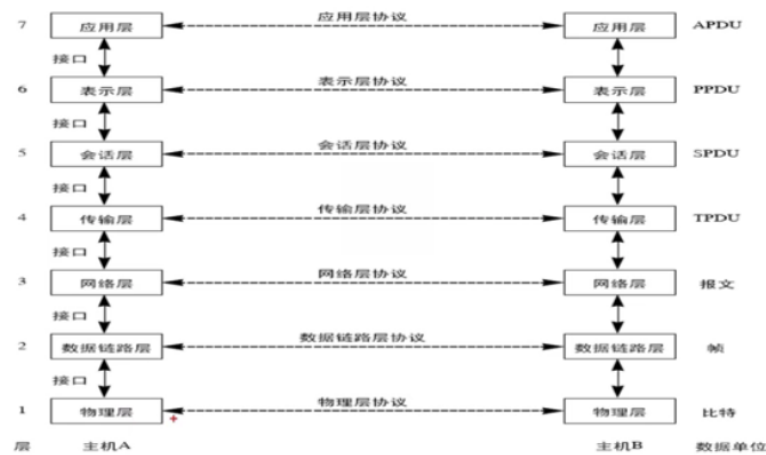 7 应用层 应用层协议 应用层 APDU
接口
6 表示层 表示层协议 表示层 PPDU
接口
5 会话层 会话层协议 会话层 SPDU
接口
4 传输层 传输层协议 传输层 TPDU
接口
3 网络层 网络层协议 网络层 报文
接口
2 数据链路层 数据链路层协议 数据链路层 帧
接口
1 物理层 物理层协议 物理层 比特
层 主机A 主机B 数据单位